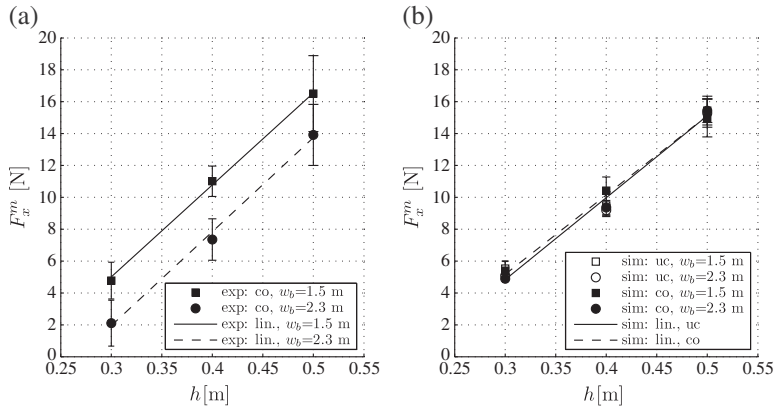 (a)
20
18
16
14
12
10
8
6
4
2
0
F_x^m [N]
0.25 0.3 0.35 0.4 0.45 0.5 0.55
h[m]
exp: co, w_b=1.5 m
exp: co, w_b=2.3 m
exp: lin., w_b=1.5 m
exp: lin., w_b=2.3 m
(b)
20
18
16
14
12
10
8
6
4
2
0
F_x^m [N]
0.25 0.3 0.35 0.4 0.45 0.5 0.55
h[m]
sim: uc, w_b=1.5 m
sim: uc, w_b=2.3 m
sim: co, w_b=1.5 m
sim: co, w_b=2.3 m
sim: lin., uc
sim: lin., co